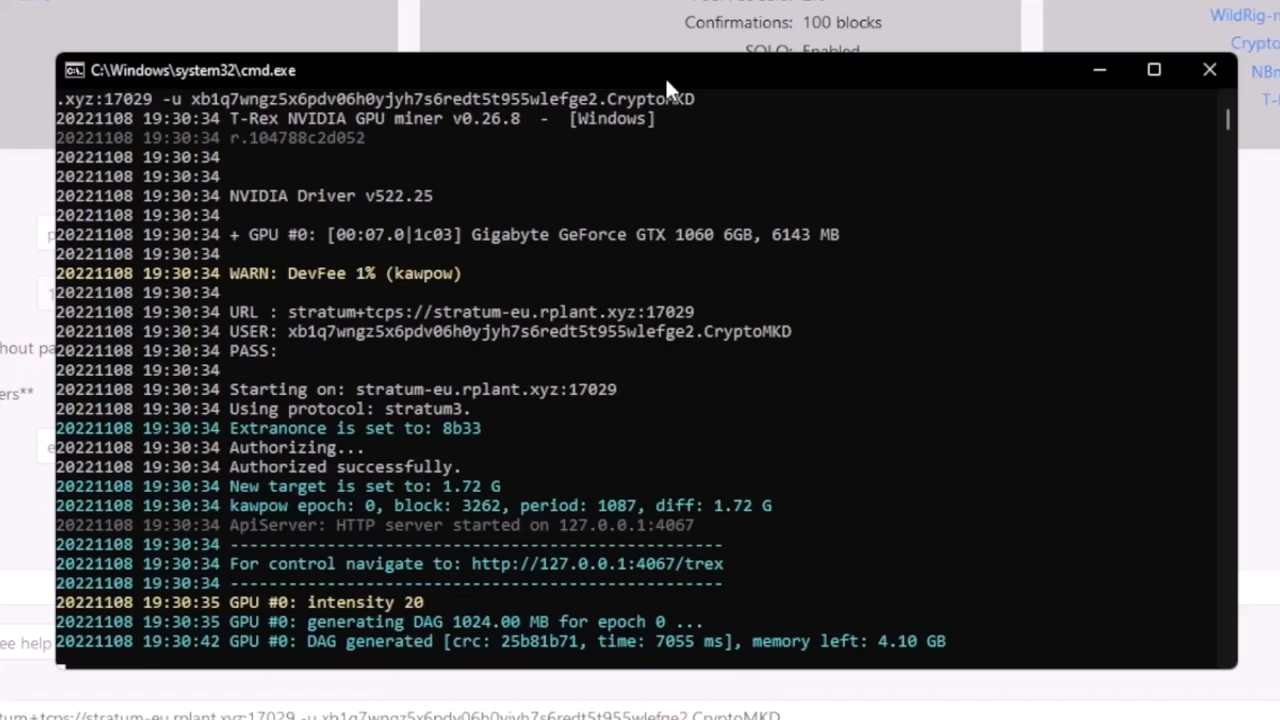 Confirmations: 100 blocks
SOLO: Enabled
WildRig-m
Crypto
NBm
T-
C:\Windows\system32\cmd.exe
.xyz:17029 -u xb1q7wngz5x6pdv06h0yjyh7s6redt5t955wlefge2.CryptoMKD
20221108 19:30:34 T-Rex NVIDIA GPU miner v0.26.8 - [Windows]
20221108 19:30:34 r.104788c2d052
20221108 19:30:34
20221108 19:30:34
20221108 19:30:34 NVIDIA Driver v522.25
20221108 19:30:34
20221108 19:30:34 + GPU #0: [00:07.0|1c03] Gigabyte GeForce GTX 1060 6GB, 6143 MB
20221108 19:30:34
20221108 19:30:34 WARN: DevFee 1% (kawpow)
20221108 19:30:34
20221108 19:30:34 URL : stratum+tcps://stratum-eu.rplant.xyz:17029
20221108 19:30:34 USER: xb1q7wngz5x6pdv06h0yjyh7s6redt5t955wlefge2.CryptoMKD
20221108 19:30:34 PASS:
20221108 19:30:34
20221108 19:30:34 Starting on: stratum-eu.rplant.xyz:17029
20221108 19:30:34 Using protocol: stratum3.
20221108 19:30:34 Extranonce is set to: 8b33
20221108 19:30:34 Authorizing...
20221108 19:30:34 Authorized successfully.
20221108 19:30:34 New target is set to: 1.72 G
20221108 19:30:34 kawpow epoch: 0, block: 3262, period: 1087, diff: 1.72 G
20221108 19:30:34 ApiServer: HTTP server started on 127.0.0.1:4067
20221108 19:30:34 ---------------------------------------------------
20221108 19:30:34 For control navigate to: http://127.0.0.1:4067/trex
20221108 19:30:34 ---------------------------------------------------
20221108 19:30:35 GPU #0: intensity 20
20221108 19:30:35 GPU #0: generating DAG 1024.00 MB for epoch 0 ...
20221108 19:30:42 GPU #0: DAG generated [crc: 25b81b71, time: 7055 ms], memory left: 4.10 GB
hout pa
ers**
ee help
tum+tcps://stratum-eu.rplant.xyz:17029 -u xb1q7wngz5x6pdv06h0yjyh7s6redt5t955wlefge2.CryptoMKD